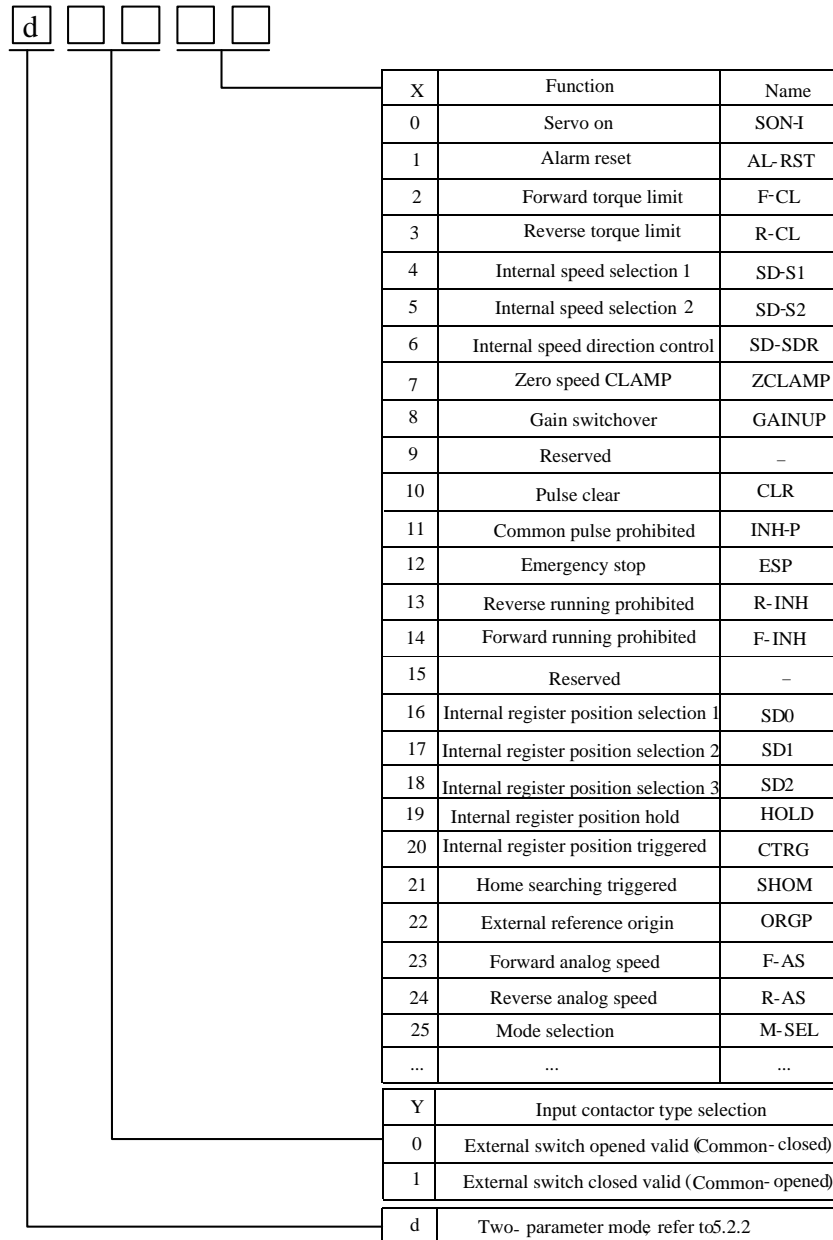 d
X Function Name
0 Servo on SON-I
1 Alarm reset AL-RST
2 Forward torque limit F-CL
3 Reverse torque limit R-CL
4 Internal speed selection 1 SD-S1
5 Internal speed selection 2 SD-S2
6 Internal speed direction control SD-SDR
7 Zero speed CLAMP ZCLAMP
8 Gain switchover GAINUP
9 Reserved –
10 Pulse clear CLR
11 Common pulse prohibited INH-P
12 Emergency stop ESP
13 Reverse running prohibited R-INH
14 Forward running prohibited F-INH
15 Reserved –
16 Internal register position selection 1 SD0
17 Internal register position selection 2 SD1
18 Internal register position selection 3 SD2
19 Internal register position hold HOLD
20 Internal register position triggered CTRG
21 Home searching triggered SHOM
22 External reference origin ORGP
23 Forward analog speed F-AS
24 Reverse analog speed R-AS
25 Mode selection M-SEL
... ... ...
Y Input contactor type selection
0 External switch opened valid (Common-closed)
1 External switch closed valid (Common-opened)
d Two-parameter mode, refer to5.2.2